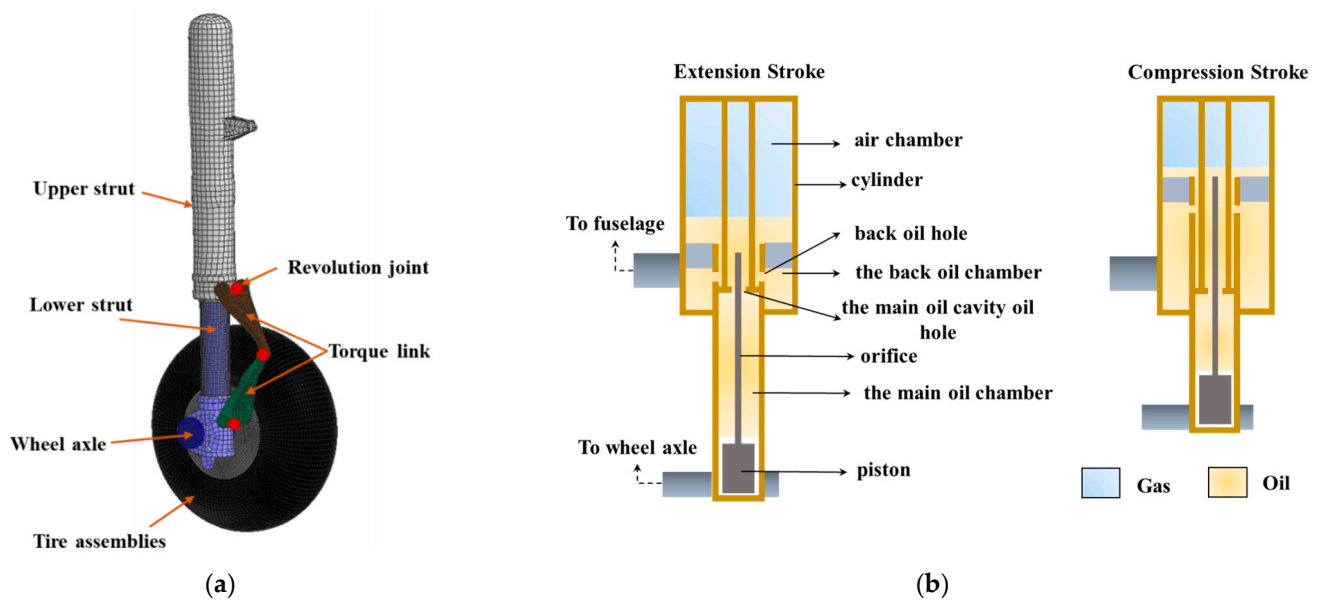 Upper strut
Revolution joint
Lower strut
Torque link
Wheel axle
Tire assemblies
(a)
Extension Stroke
Compression Stroke
air chamber
cylinder
To fuselage
back oil hole
the back oil chamber
the main oil cavity oil
hole
orifice
the main oil chamber
To wheel axle
piston
Gas
Oil
(b)